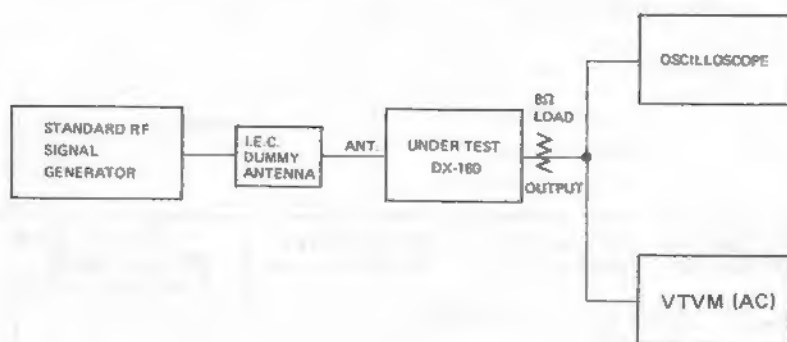 STANDARD RF
SIGNAL
GENERATOR
I.E.C.
DUMMY
ANTENNA
ANT.
UNDER TEST
DX-160
8Ω
LOAD
OUTPUT
OSCILLOSCOPE
VTVM (AC)